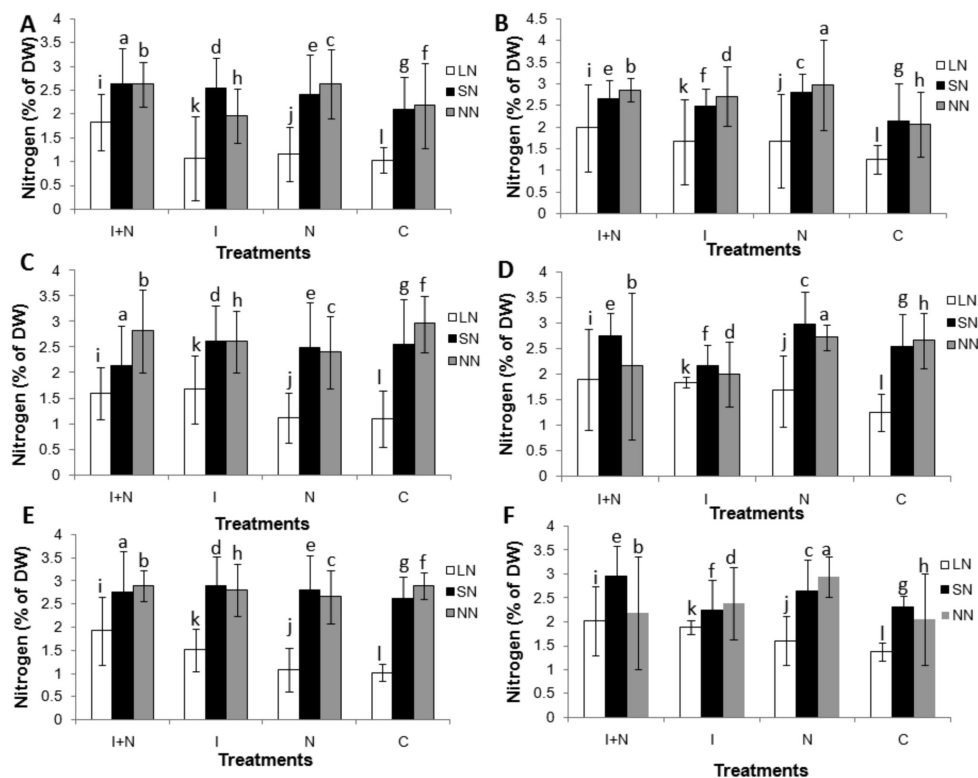 A
Nitrogen (% of DW)
4
3.5
3
2.5
2
1.5
1
0.5
0
i a b
k d h
j e c
l g f
LN
SN
NN
I+N I N C
Treatments
B
Nitrogen (% of DW)
4.5
4
3.5
3
2.5
2
1.5
1
0.5
0
i e b
k f d
j c a
l g h
LN
SN
NN
I+N I N C
Treatments
C
Nitrogen (% of DW)
4
3.5
3
2.5
2
1.5
1
0.5
0
i a b
k d h
j e c
l g f
LN
SN
NN
I+N I N C
Treatments
D
Nitrogen (% of DW)
4
3.5
3
2.5
2
1.5
1
0.5
0
i e b
k f d
j c a
l g h
LN
SN
NN
I+N I N C
Treatments
E
Nitrogen (% of DW)
4
3.5
3
2.5
2
1.5
1
0.5
0
i a b
k d h
j e c
l g f
LN
SN
NN
I+N I N C
Treatments
F
Nitrogen (% of DW)
4
3.5
3
2.5
2
1.5
1
0.5
0
i e b
k f d
j c a
l g h
LN
SN
NN
I+N I N C
Treatments